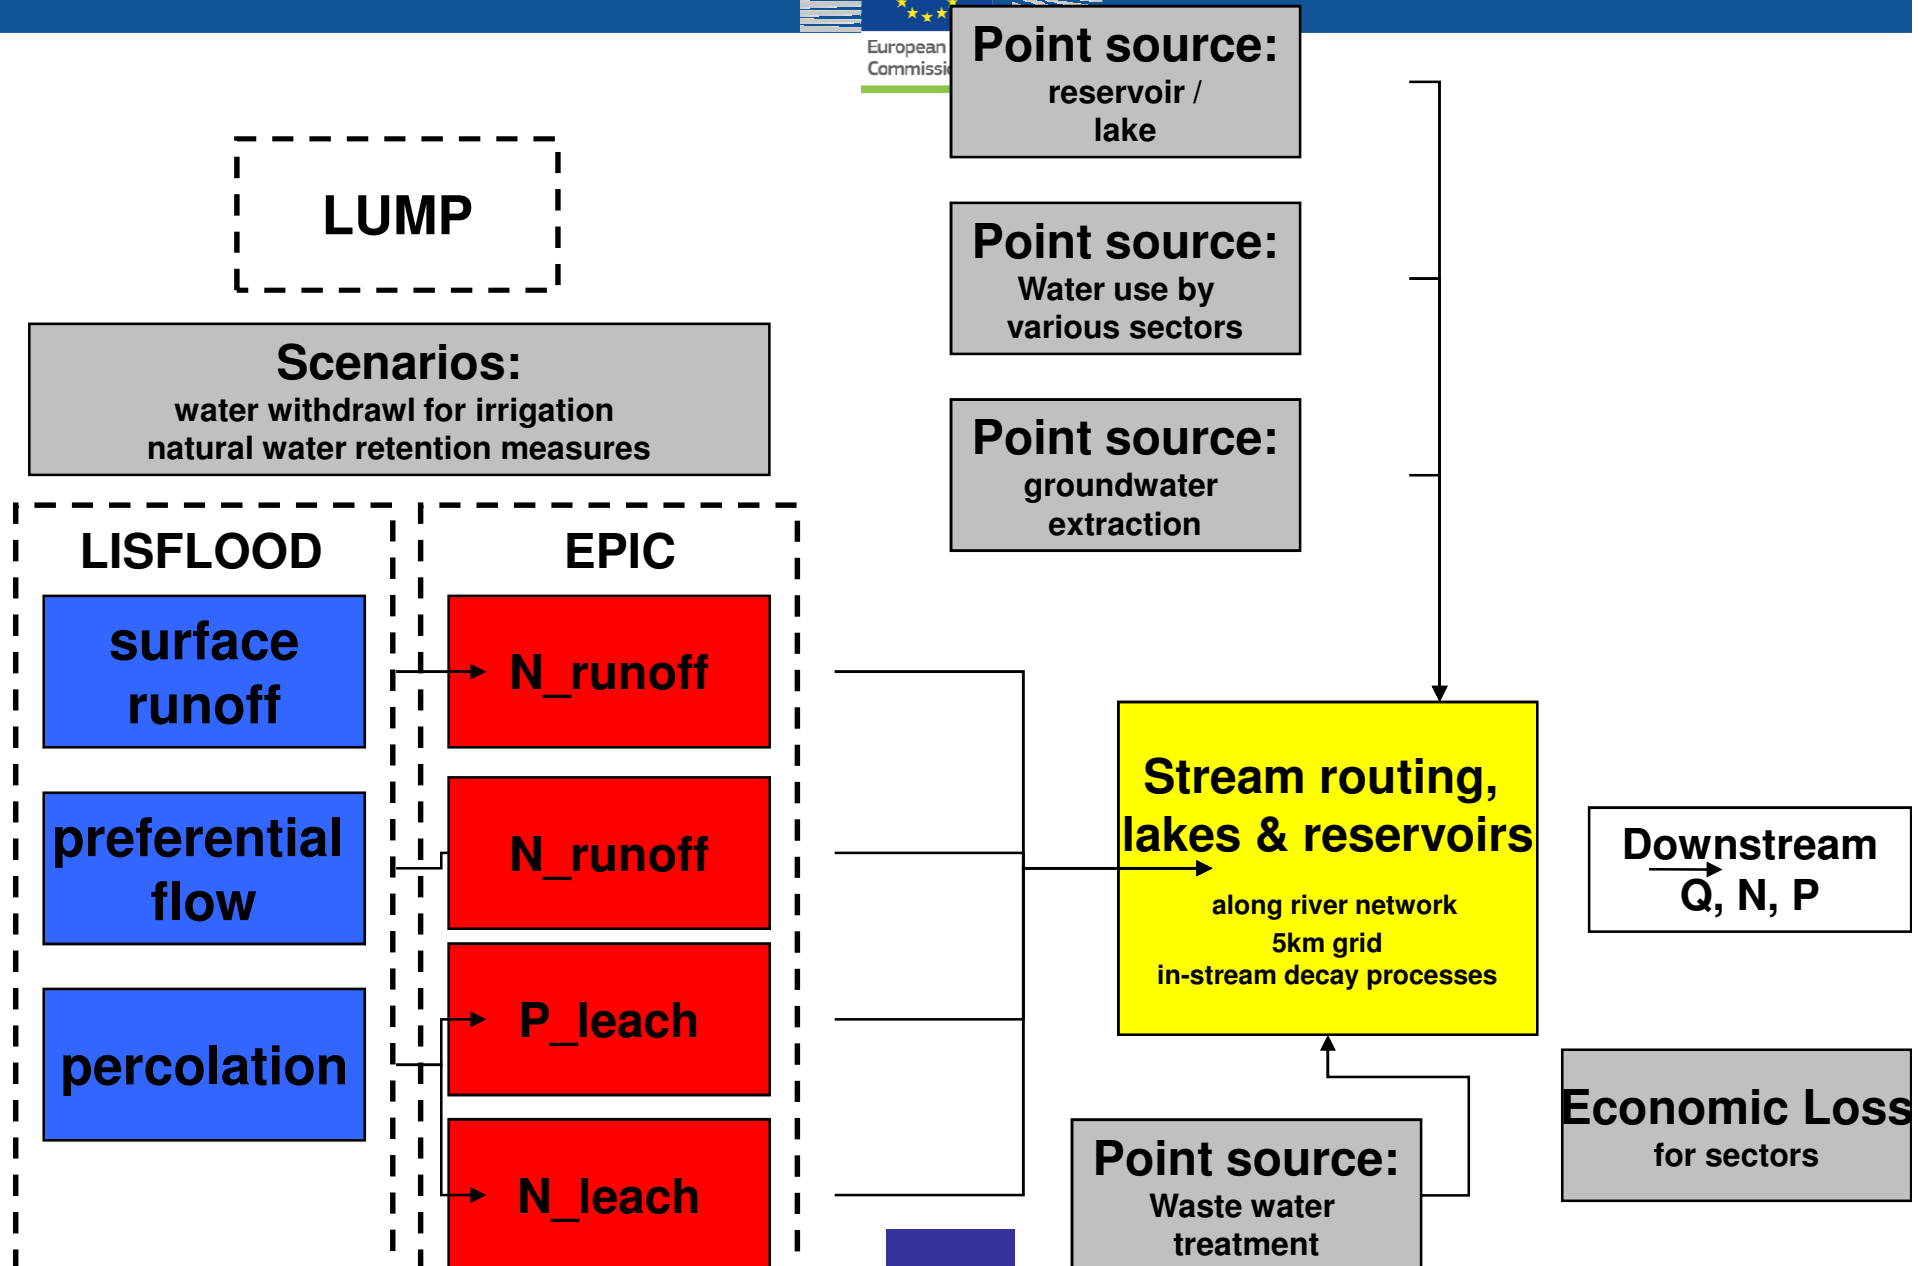 European
Commissi
Point source:
reservoir /
lake
LUMP
Point source:
Water use by
various sectors
Scenarios:
water withdrawl for irrigation
natural water retention measures
Point source:
groundwater
extraction
LISFLOOD
EPIC
surface
runoff
N_runoff
preferential
flow
N_runoff
percolation
P_leach
N_leach
Stream routing,
lakes & reservoirs
along river network
5km grid
in-stream decay processes
Downstream
Q, N, P
Point source:
Waste water
treatment
Economic Loss
for sectors